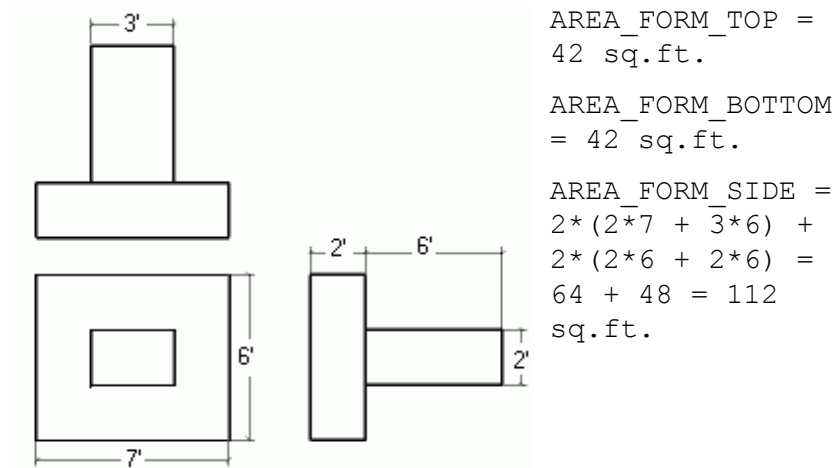 3'
2'
6'
6'
2'
7'
AREA_FORM_TOP =
42 sq.ft.
AREA_FORM_BOTTOM
= 42 sq.ft.
AREA_FORM_SIDE =
2*(2*7 + 3*6) +
2*(2*6 + 2*6) =
64 + 48 = 112
sq.ft.